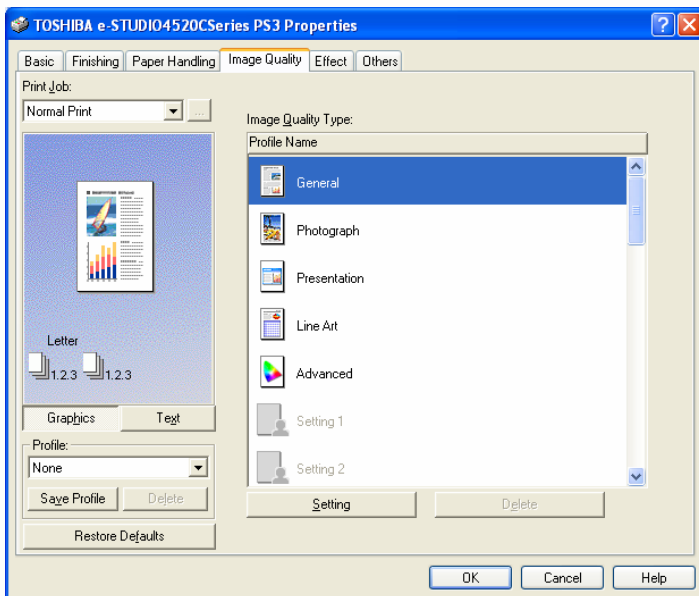 TOSHIBA e-STUDIO4520CSeries PS3 Properties
Basic Finishing Paper Handling Image Quality Effect Others
Print Job:
Normal Print ...
Letter
1.2.3 1.2.3
Graphics Text
Profile:
None
Save Profile Delete
Restore Defaults
Image Quality Type:
Profile Name
General
Photograph
Presentation
Line Art
Advanced
Setting 1
Setting 2
Setting Delete
OK Cancel Help